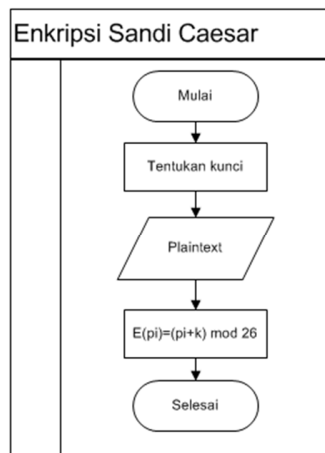 Enkripsi Sandi Caesar
Mulai
Tentukan kunci
Plaintext
E(pi)=(pi+k) mod 26
Selesai